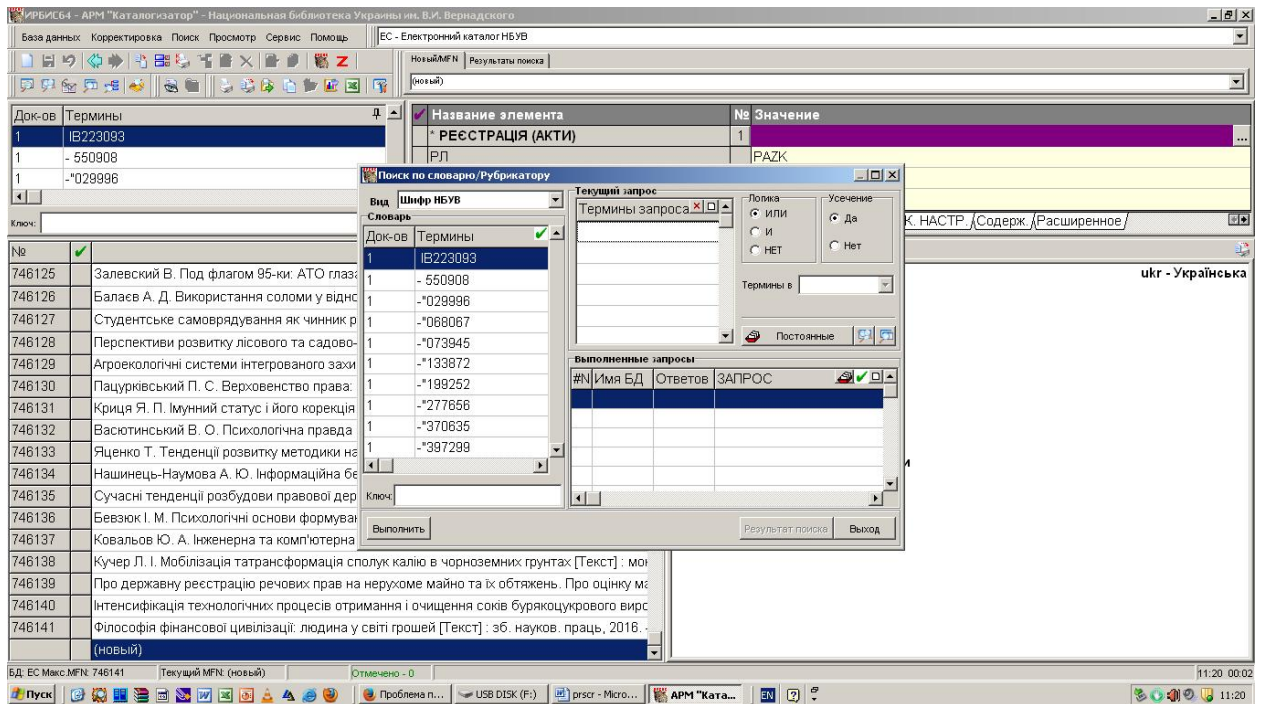 ИРБИС64 - АРМ "Каталогизатор" - Национальная библиотека Украины им. В.И. Вернадского
База данных Корректировка Поиск Просмотр Сервис Помощь
ЕС - Електронний каталог НБУВ
Новый/MFN Результаты поиска
(новый)
Док-ов Термины
1 IB223093
1 - 550908
1 -"029996
Ключ:
Название элемента № Значение
* РЕЄСТРАЦІЯ (АКТИ) 1 ...
РЛ PAZK
К. НАСТР. Содерж. Расширенное
№
746125 Залевский В. Под флагом 95-ки: АТО глаза
746126 Балаєв А. Д. Використання соломи у відно
746127 Студентське самоврядування як чинник р
746128 Перспективи розвитку лісового та садово-
746129 Агроекологічні системи інтегрованого захи
746130 Пацурківський П. С. Верховенство права:
746131 Криця Я. П. Імунний статус і його корекція
746132 Васютинський В. О. Психологічна правда
746133 Яценко Т. Тенденції розвитку методики на
746134 Нашинець-Наумова А. Ю. Інформаційна бе
746135 Сучасні тенденції розбудови правової дер
746136 Бевзюк І. М. Психологічні основи формуван
746137 Ковальов Ю. А. Інженерна та комп'ютерна
746138 Кучер Л. І. Мобілізація татрансформація сполук калію в чорноземних грунтах [Текст] : мон
746139 Про державну реєстрацію речових прав на нерухоме майно та їх обтяжень. Про оцінку ма
746140 Інтенсифікація технологічних процесів отримання і очищення соків бурякоцукрового виро
746141 Філософія фінансової цивілізації: людина у світі грошей [Текст] : зб. науков. праць, 2016. -
(новый)
ukr - Українська
и
Поиск по словарю/Рубрикатору
Вид Шифр НБУВ
Словарь
Док-ов Термины
1 IB223093
1 - 550908
1 -"029996
1 -"068067
1 -"073945
1 -"133872
1 -"199252
1 -"277656
1 -"370635
1 -"397299
Ключ:
Выполнить
Текущий запрос
Термины запроса
Логика
ИЛИ
И
НЕТ
Усечение
Да
Нет
Термины в
Постоянные
Выполненные запросы
#N Имя БД Ответов ЗАПРОС
Результат поиска Выход
БД: ЕС Макс.MFN: 746141 Текущий MFN: (новый) Отмечено - 0 11:20 00:02
Пуск Проблема п... USB DISK (F:) prscr - Micro... АРМ "Ката... EN 11:20